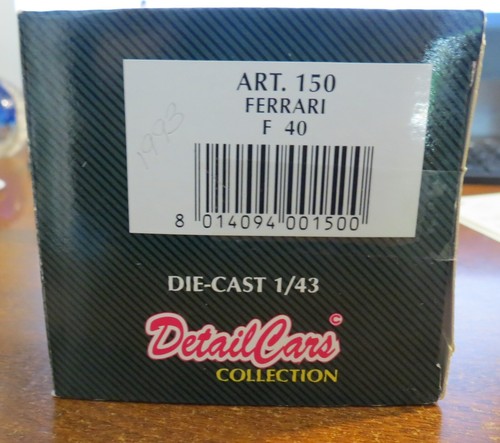 ART. 150
FERRARI
F 40
1993
8 014094 001500
DIE-CAST 1/43
DetailCars ©
COLLECTION